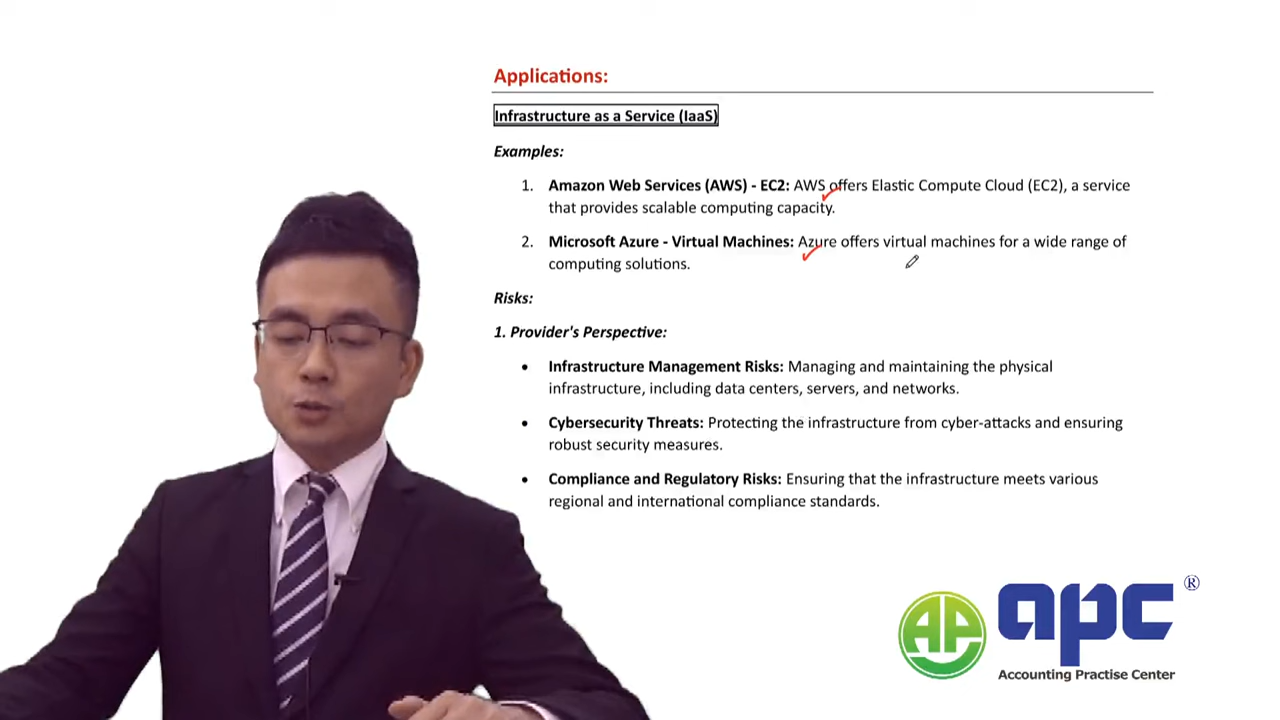 Applications:
Infrastructure as a Service (IaaS)
Examples:
1. Amazon Web Services (AWS) - EC2: AWS offers Elastic Compute Cloud (EC2), a service
that provides scalable computing capacity.
2. Microsoft Azure - Virtual Machines: Azure offers virtual machines for a wide range of
computing solutions.
Risks:
1. Provider's Perspective:
• Infrastructure Management Risks: Managing and maintaining the physical
infrastructure, including data centers, servers, and networks.
• Cybersecurity Threats: Protecting the infrastructure from cyber-attacks and ensuring
robust security measures.
• Compliance and Regulatory Risks: Ensuring that the infrastructure meets various
regional and international compliance standards.
AP
apc®
Accounting Practise Center